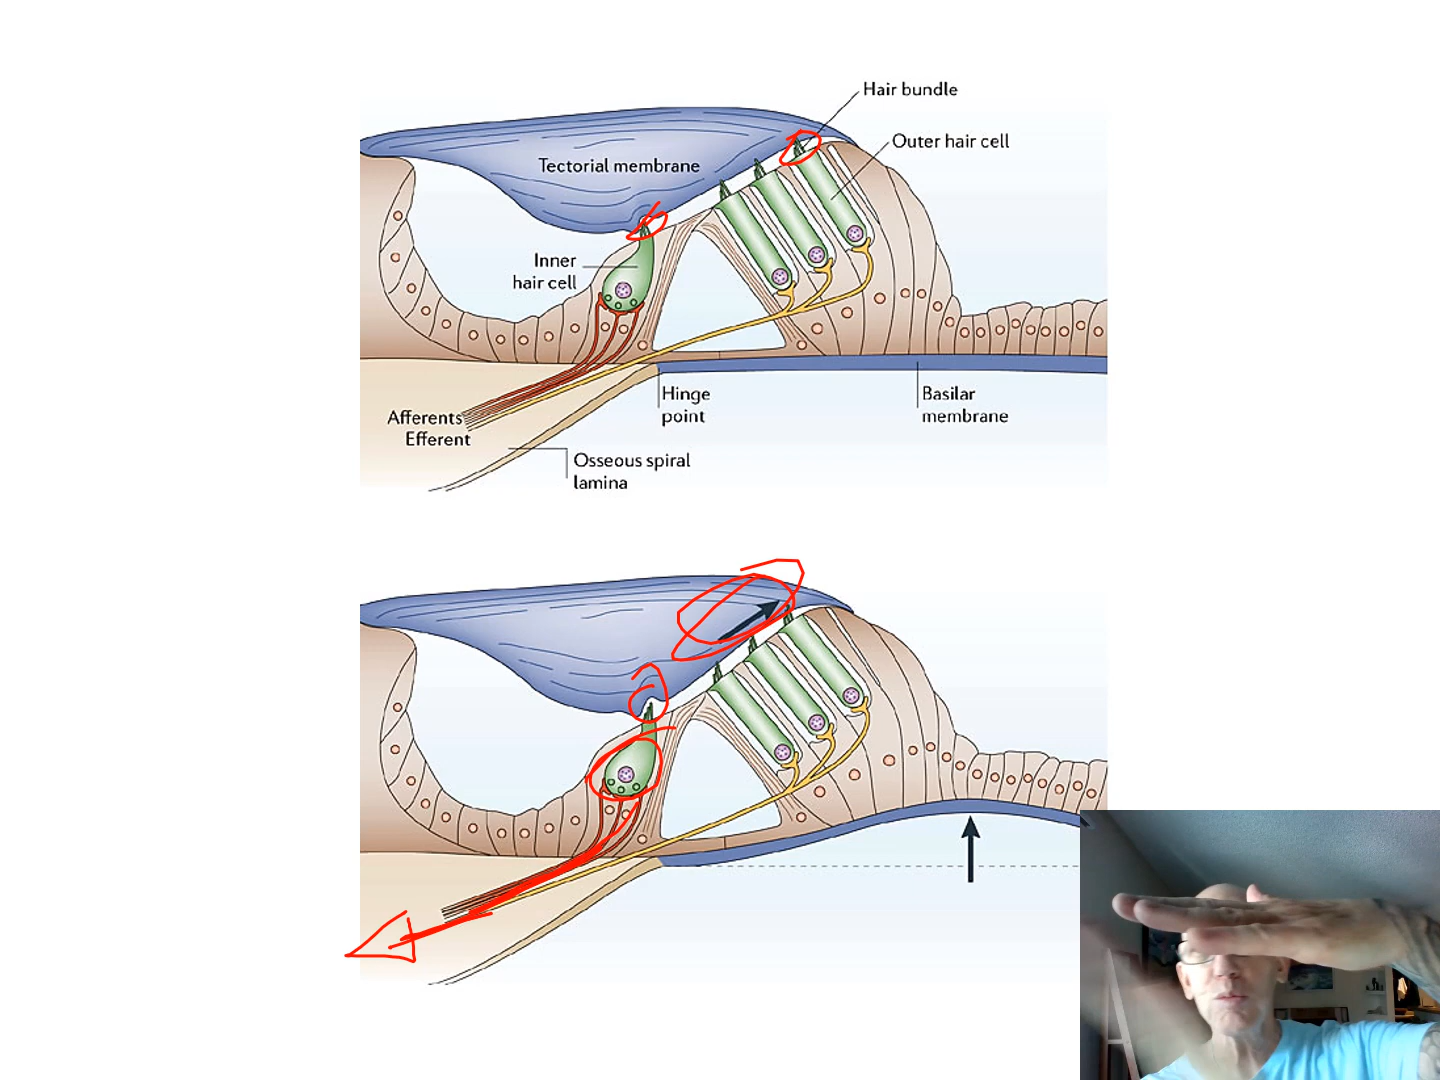 Hair bundle
Outer hair cell
Tectorial membrane
Inner
hair cell
Hinge
point
Basilar
membrane
Afferents
Efferent
Osseous spiral
lamina